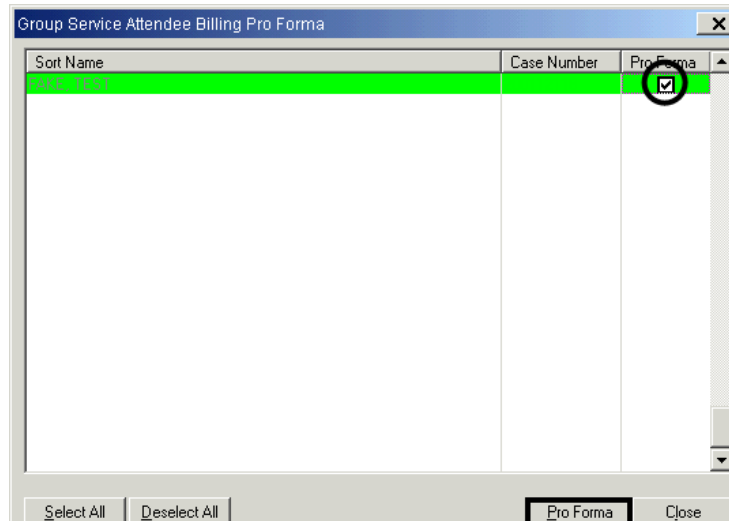 Group Service Attendee Billing Pro Forma
Sort Name Case Number Pro Forma
FAKE, TEST
Select All Deselect All Pro Forma Close